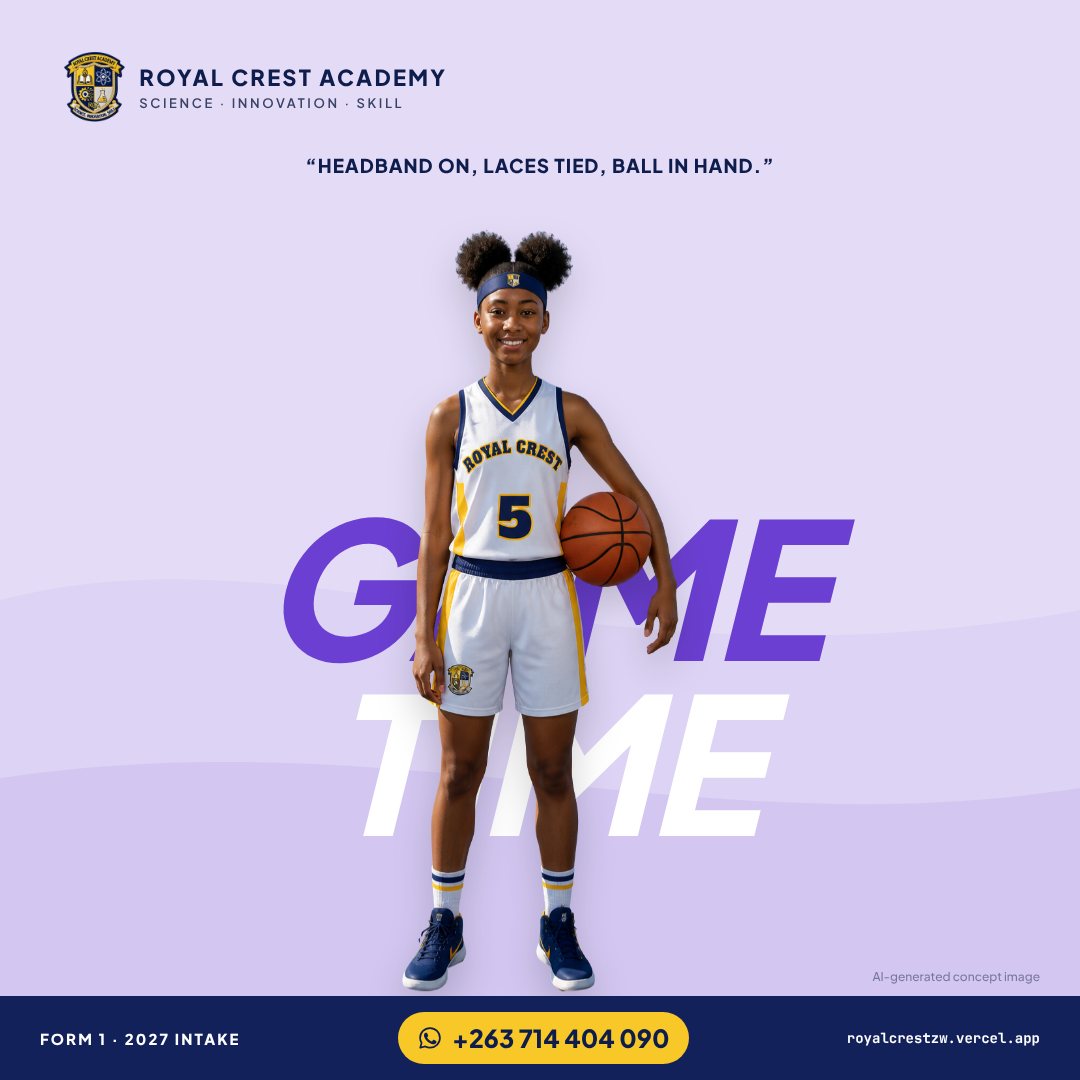 ROYAL CREST ACADEMY
SCIENCE · INNOVATION · SKILL
“HEADBAND ON, LACES TIED, BALL IN HAND.”
ROYAL CREST
5
GAME
TIME
AI-generated concept image
FORM 1 · 2027 INTAKE
+263 714 404 090
royalcrestzw.vercel.app